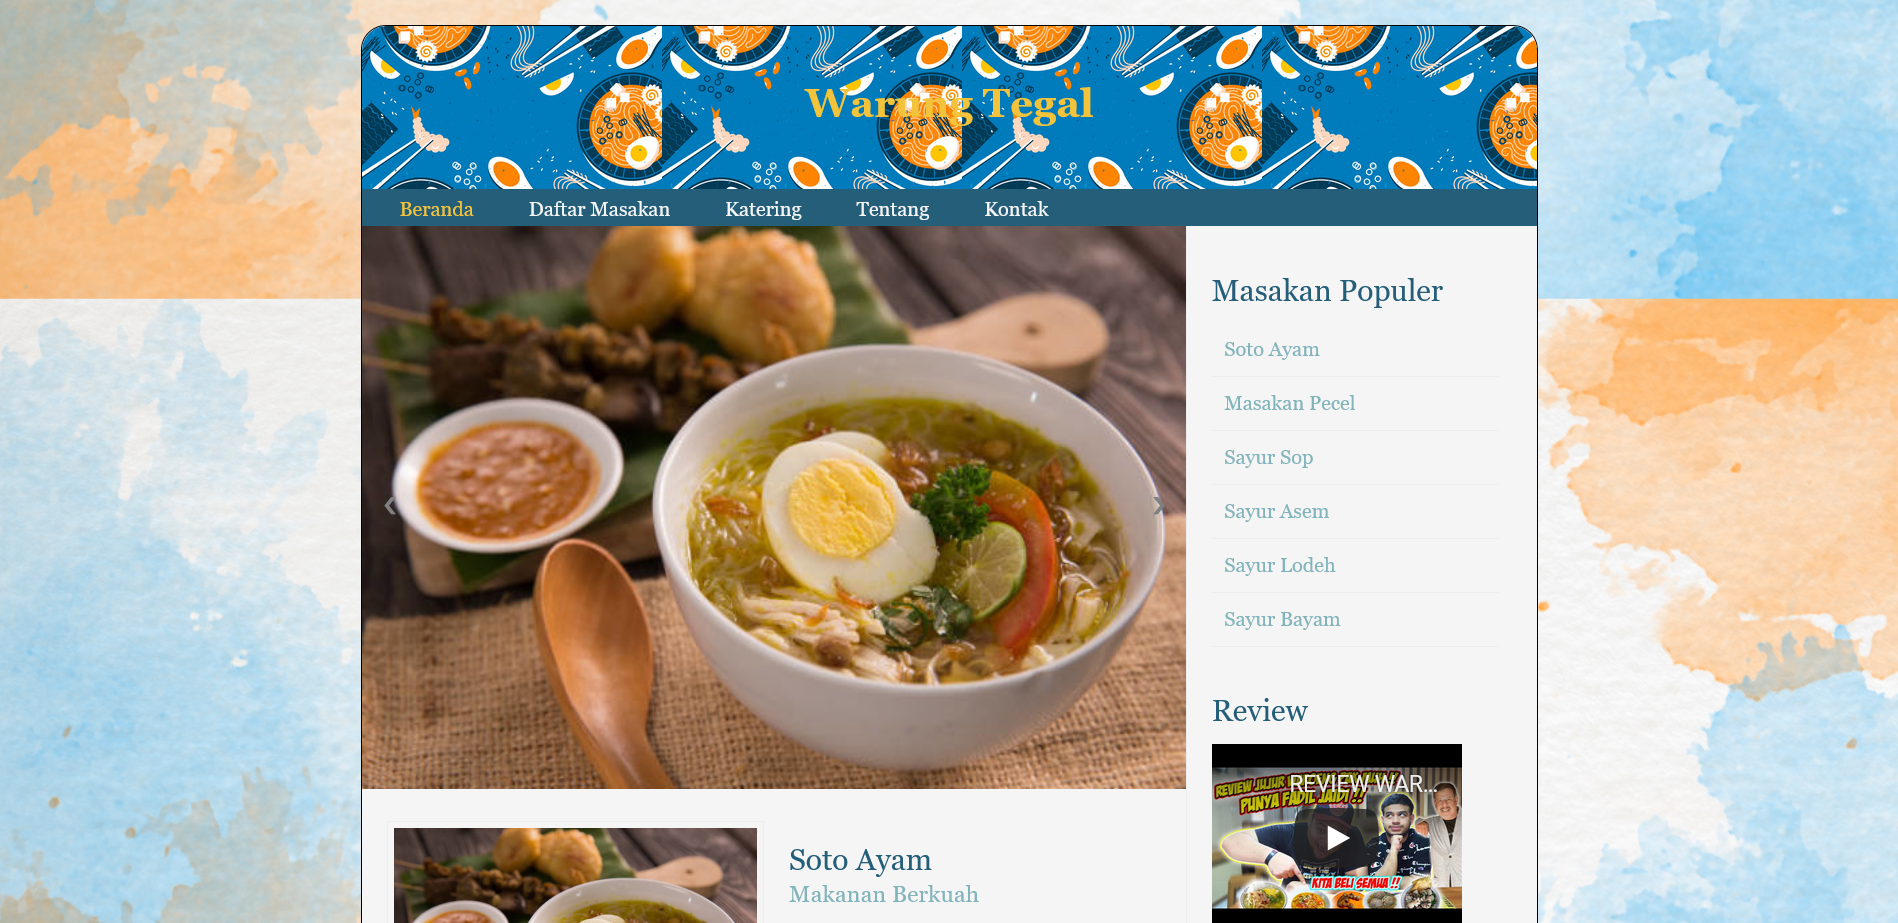 Warung Tegal
Beranda Daftar Masakan Katering Tentang Kontak
Masakan Populer
Soto Ayam
Masakan Pecel
Sayur Sop
Sayur Asem
Sayur Lodeh
Sayur Bayam
Review
REVIEW WAR...
REVIEW JUJUR
PUNYA FADIL JAIDI !!
KITA BELI SEMUA !!
Soto Ayam
Makanan Berkuah